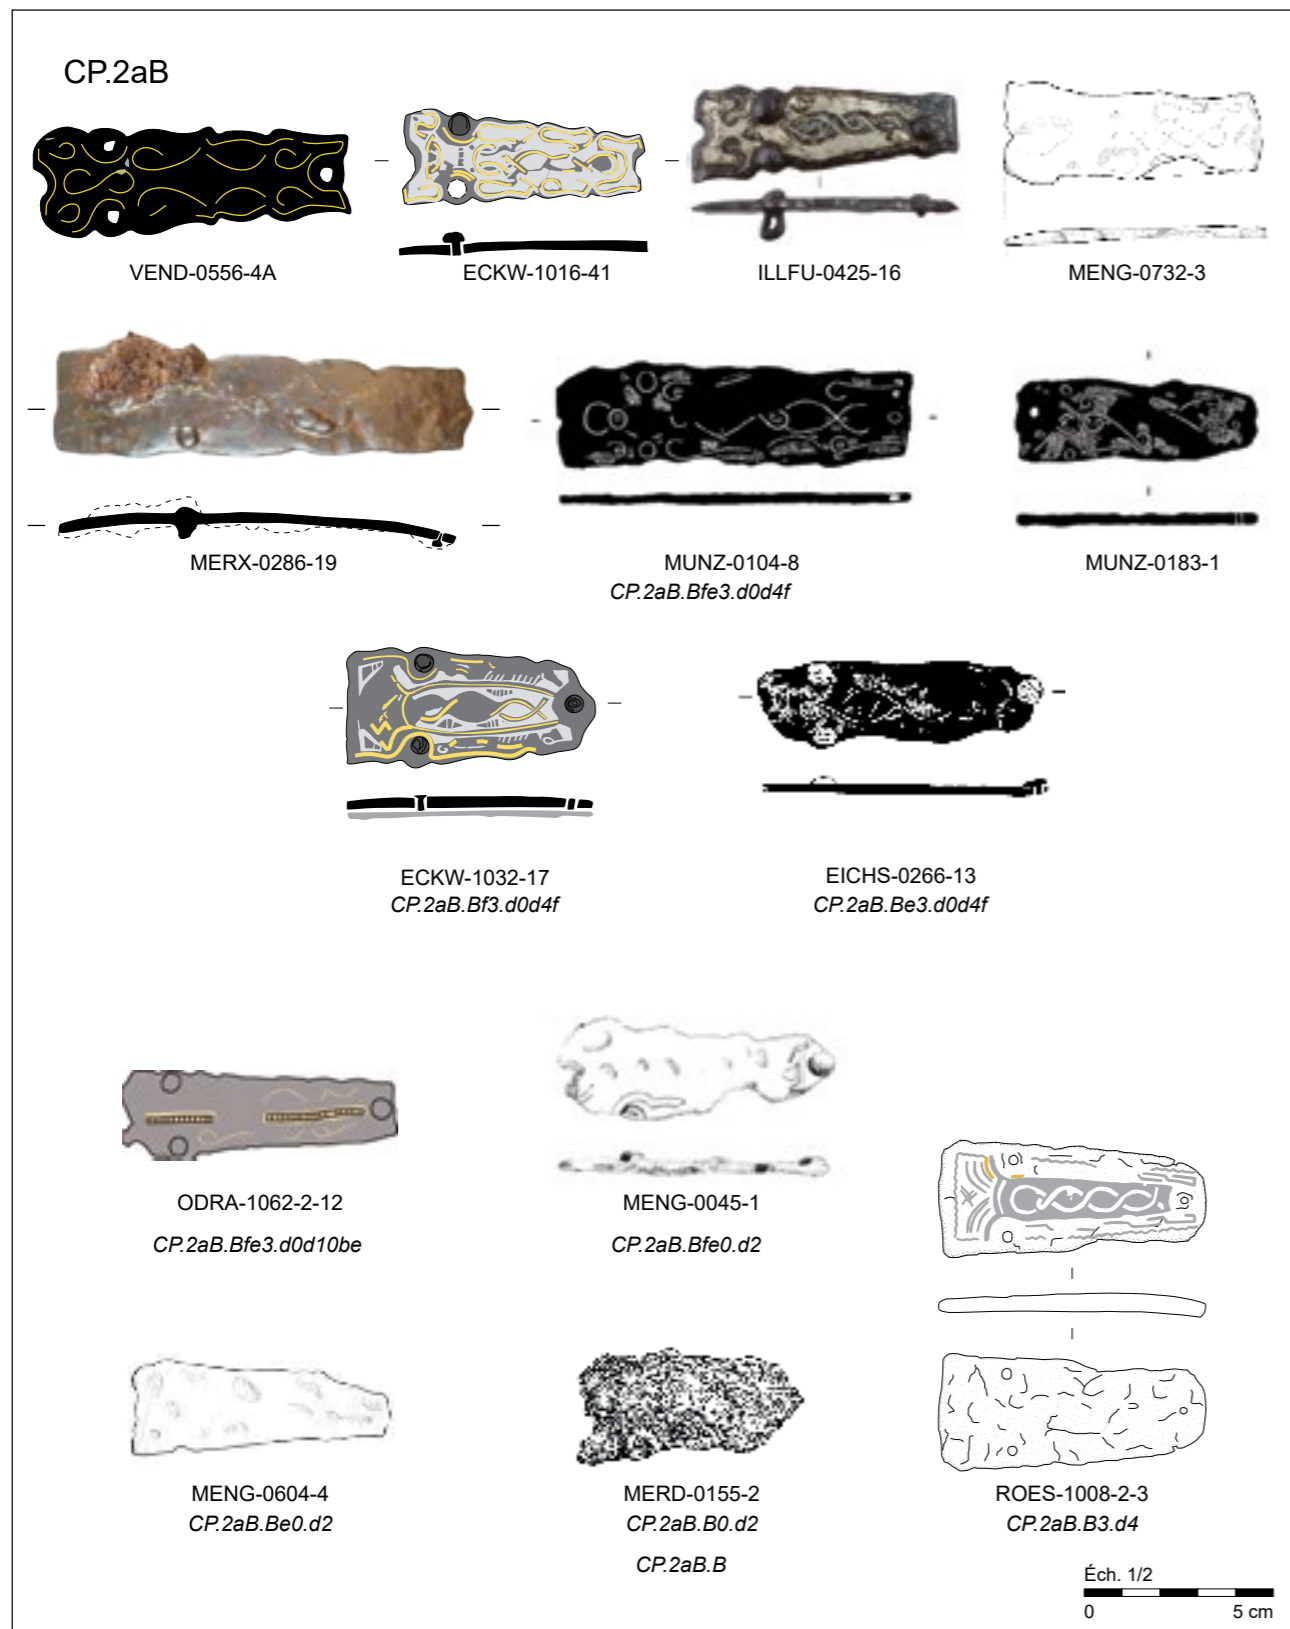 CP.2aB
VEND-0556-4A
ECKW-1016-41
ILLFU-0425-16
MENG-0732-3
MERX-0286-19
MUNZ-0104-8
CP.2aB.Bfe3.d0d4f
MUNZ-0183-1
ECKW-1032-17
CP.2aB.Bf3.d0d4f
EICHS-0266-13
CP.2aB.Be3.d0d4f
ODRA-1062-2-12
CP.2aB.Bfe3.d0d10be
MENG-0045-1
CP.2aB.Bfe0.d2
MENG-0604-4
CP.2aB.Be0.d2
MERD-0155-2
CP.2aB.B0.d2
CP.2aB.B
ROES-1008-2-3
CP.2aB.B3.d4
Éch. 1/2
0 5 cm